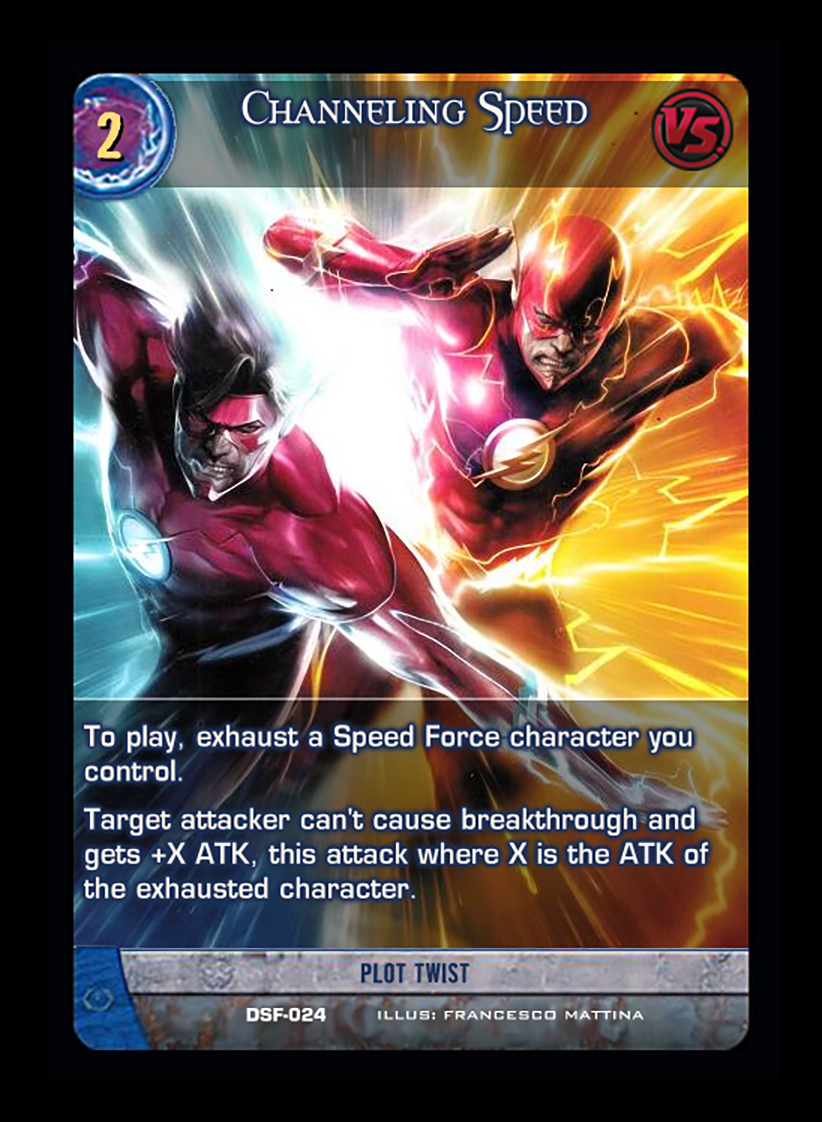 2
Channeling Speed
VS.
To play, exhaust a Speed Force character you
control.
Target attacker can't cause breakthrough and
gets +X ATK, this attack where X is the ATK of
the exhausted character.
PLOT TWIST
DSF-024 ILLUS: FRANCESCO MATTINA